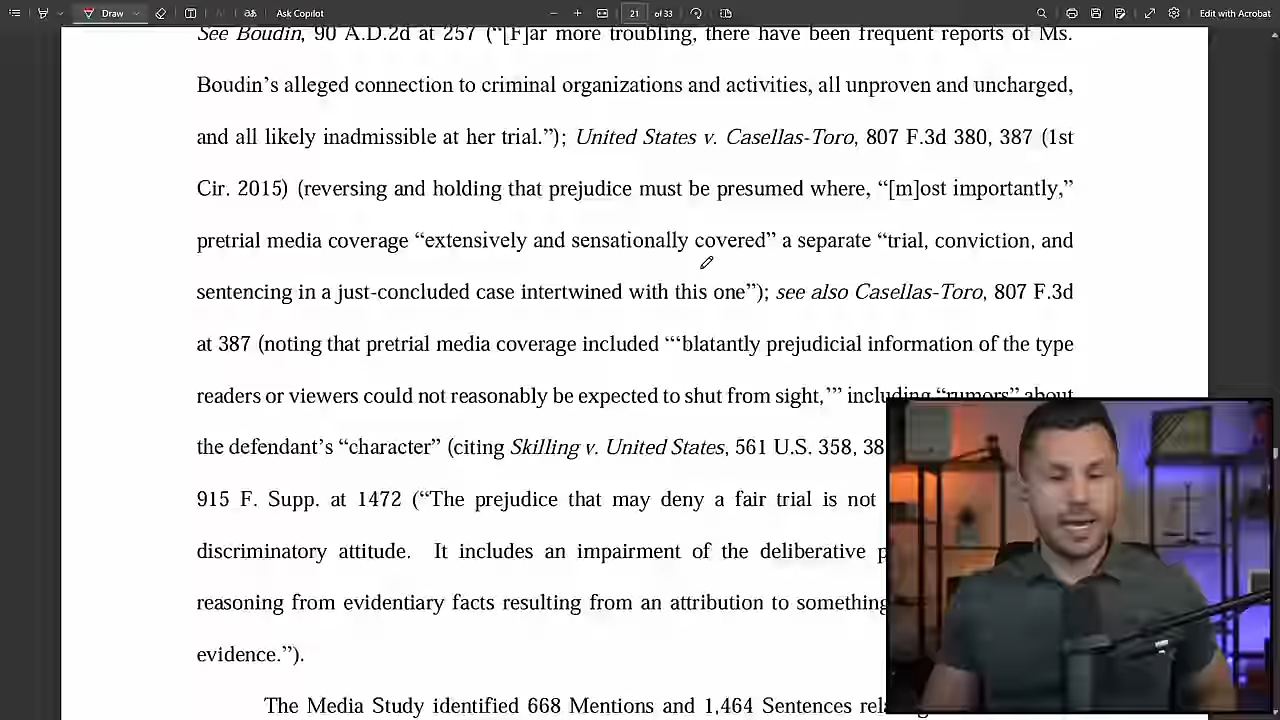 Draw
Ask Copilot
21 of 33
Edit with Acrobat
See Boudin, 90 A.D.2d at 257 (“[F]ar more troubling, there have been frequent reports of Ms.
Boudin’s alleged connection to criminal organizations and activities, all unproven and uncharged,
and all likely inadmissible at her trial.”); United States v. Casellas-Toro, 807 F.3d 380, 387 (1st
Cir. 2015) (reversing and holding that prejudice must be presumed where, “[m]ost importantly,”
pretrial media coverage “extensively and sensationally covered” a separate “trial, conviction, and
sentencing in a just-concluded case intertwined with this one”); see also Casellas-Toro, 807 F.3d
at 387 (noting that pretrial media coverage included “‘blatantly prejudicial information of the type
readers or viewers could not reasonably be expected to shut from sight,’” including “rumors” about
the defendant’s “character” (citing Skilling v. United States, 561 U.S. 358, 38
915 F. Supp. at 1472 (“The prejudice that may deny a fair trial is not
discriminatory attitude. It includes an impairment of the deliberative p
reasoning from evidentiary facts resulting from an attribution to something
evidence.”).
The Media Study identified 668 Mentions and 1,464 Sentences